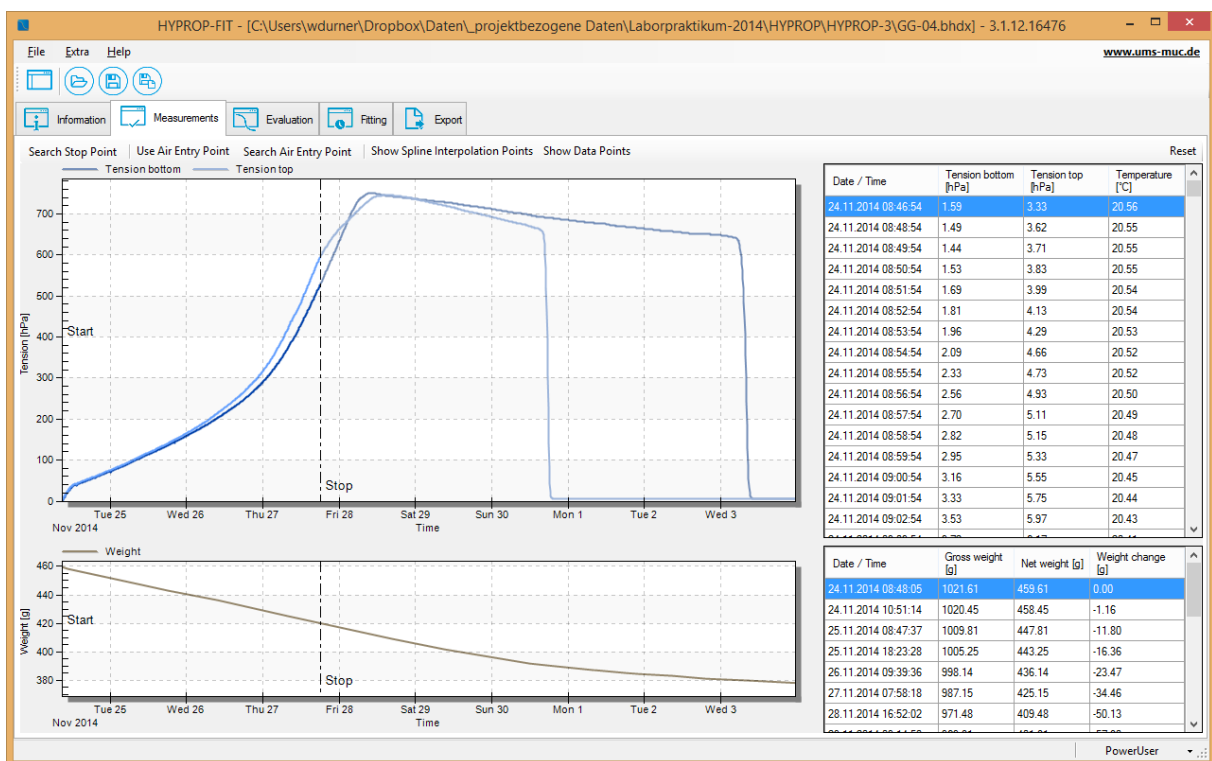 HYPROP-FIT - [C:\Users\wdurner\Dropbox\Daten\_projektbezogene Daten\Laborpraktikum-2014\HYPROP\HYPROP-3\GG-04.bhdx] - 3.1.12.16476
File Extra Help www.ums-muc.de
Information Measurements Evaluation Fitting Export
Search Stop Point Use Air Entry Point Search Air Entry Point Show Spline Interpolation Points Show Data Points Reset
Tension bottom Tension top
Tension [hPa]
700
600
500
400
300
200
100
0
Start
Stop
Tue 25 Wed 26 Thu 27 Fri 28 Sat 29 Sun 30 Mon 1 Tue 2 Wed 3
Nov 2014 Time
Date / Time Tension bottom [hPa] Tension top [hPa] Temperature [°C]
24.11.2014 08:46:54 1.59 3.33 20.56
24.11.2014 08:48:54 1.49 3.62 20.55
24.11.2014 08:49:54 1.44 3.71 20.55
24.11.2014 08:50:54 1.53 3.83 20.55
24.11.2014 08:51:54 1.69 3.99 20.54
24.11.2014 08:52:54 1.81 4.13 20.54
24.11.2014 08:53:54 1.96 4.29 20.53
24.11.2014 08:54:54 2.09 4.66 20.52
24.11.2014 08:55:54 2.33 4.73 20.52
24.11.2014 08:56:54 2.56 4.93 20.50
24.11.2014 08:57:54 2.70 5.11 20.49
24.11.2014 08:58:54 2.82 5.15 20.48
24.11.2014 08:59:54 2.95 5.33 20.47
24.11.2014 09:00:54 3.16 5.55 20.45
24.11.2014 09:01:54 3.33 5.75 20.44
24.11.2014 09:02:54 3.53 5.97 20.43
Weight
Weight [g]
460
440
420
400
380
Start
Stop
Tue 25 Wed 26 Thu 27 Fri 28 Sat 29 Sun 30 Mon 1 Tue 2 Wed 3
Nov 2014 Time
Date / Time Gross weight [g] Net weight [g] Weight change [g]
24.11.2014 08:48:05 1021.61 459.61 0.00
24.11.2014 10:51:14 1020.45 458.45 -1.16
25.11.2014 08:47:37 1009.81 447.81 -11.80
25.11.2014 18:23:28 1005.25 443.25 -16.36
26.11.2014 09:39:36 998.14 436.14 -23.47
27.11.2014 07:58:18 987.15 425.15 -34.46
28.11.2014 16:52:02 971.48 409.48 -50.13
PowerUser